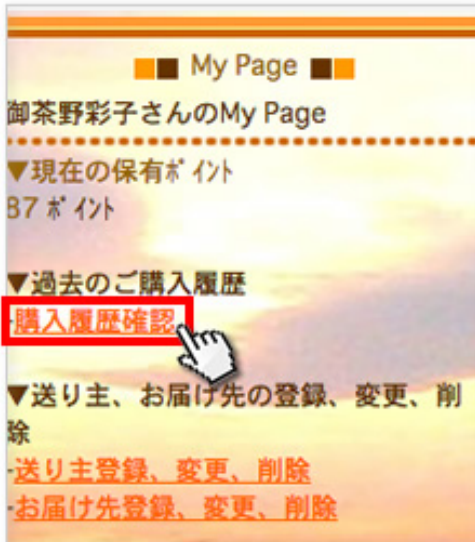 ■■ My Page ■■
御茶野彩子さんのMy Page
▼現在の保有ﾎﾟｲﾝﾄ
87 ﾎﾟｲﾝﾄ
▼過去のご購入履歴
-購入履歴確認
▼送り主、お届け先の登録、変更、削
除
-送り主登録、変更、削除
-お届け先登録、変更、削除